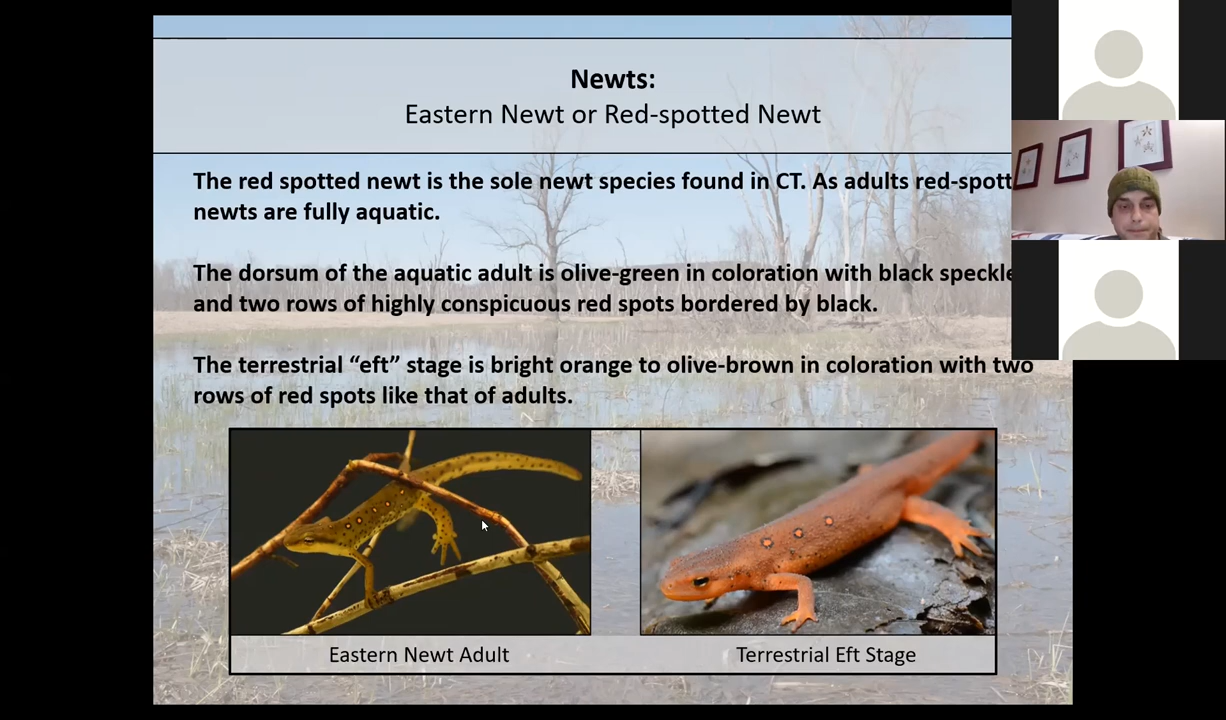 Newts:
Eastern Newt or Red-spotted Newt
The red spotted newt is the sole newt species found in CT. As adults
newts are fully aquatic.
The dorsum of the aquatic adult is olive-green in coloration with black
and two rows of highly conspicuous red spots bordered by black.
The terrestrial “eft” stage is bright orange to olive-brown in coloration with two
rows of red spots like that of adults.
Eastern Newt Adult
Terrestrial Eft Stage